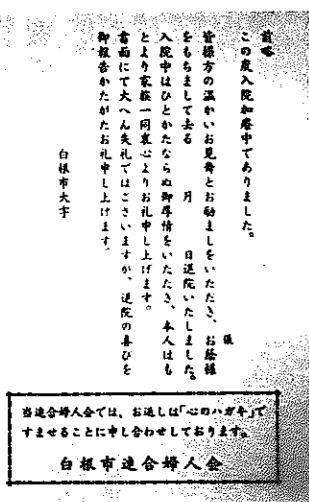 前略
儀
この度入院加療中でありました。
皆様方の温かいお見舞とお励ましをいただき、お蔭様
をもちまして去る　月　日退院いたしました。
入院中はひとかたならぬ御厚情をいただき、本人はも
とより家族一同衷心よりお礼申し上げます。
書面にて大へん失礼ではございますが、退院の喜びを
御報告かたがたお礼申し上げます。
白根市大字
当連合婦人会では、お返しは「心のハガキ」で
すませることに申し合わせしております。
白根市連合婦人会